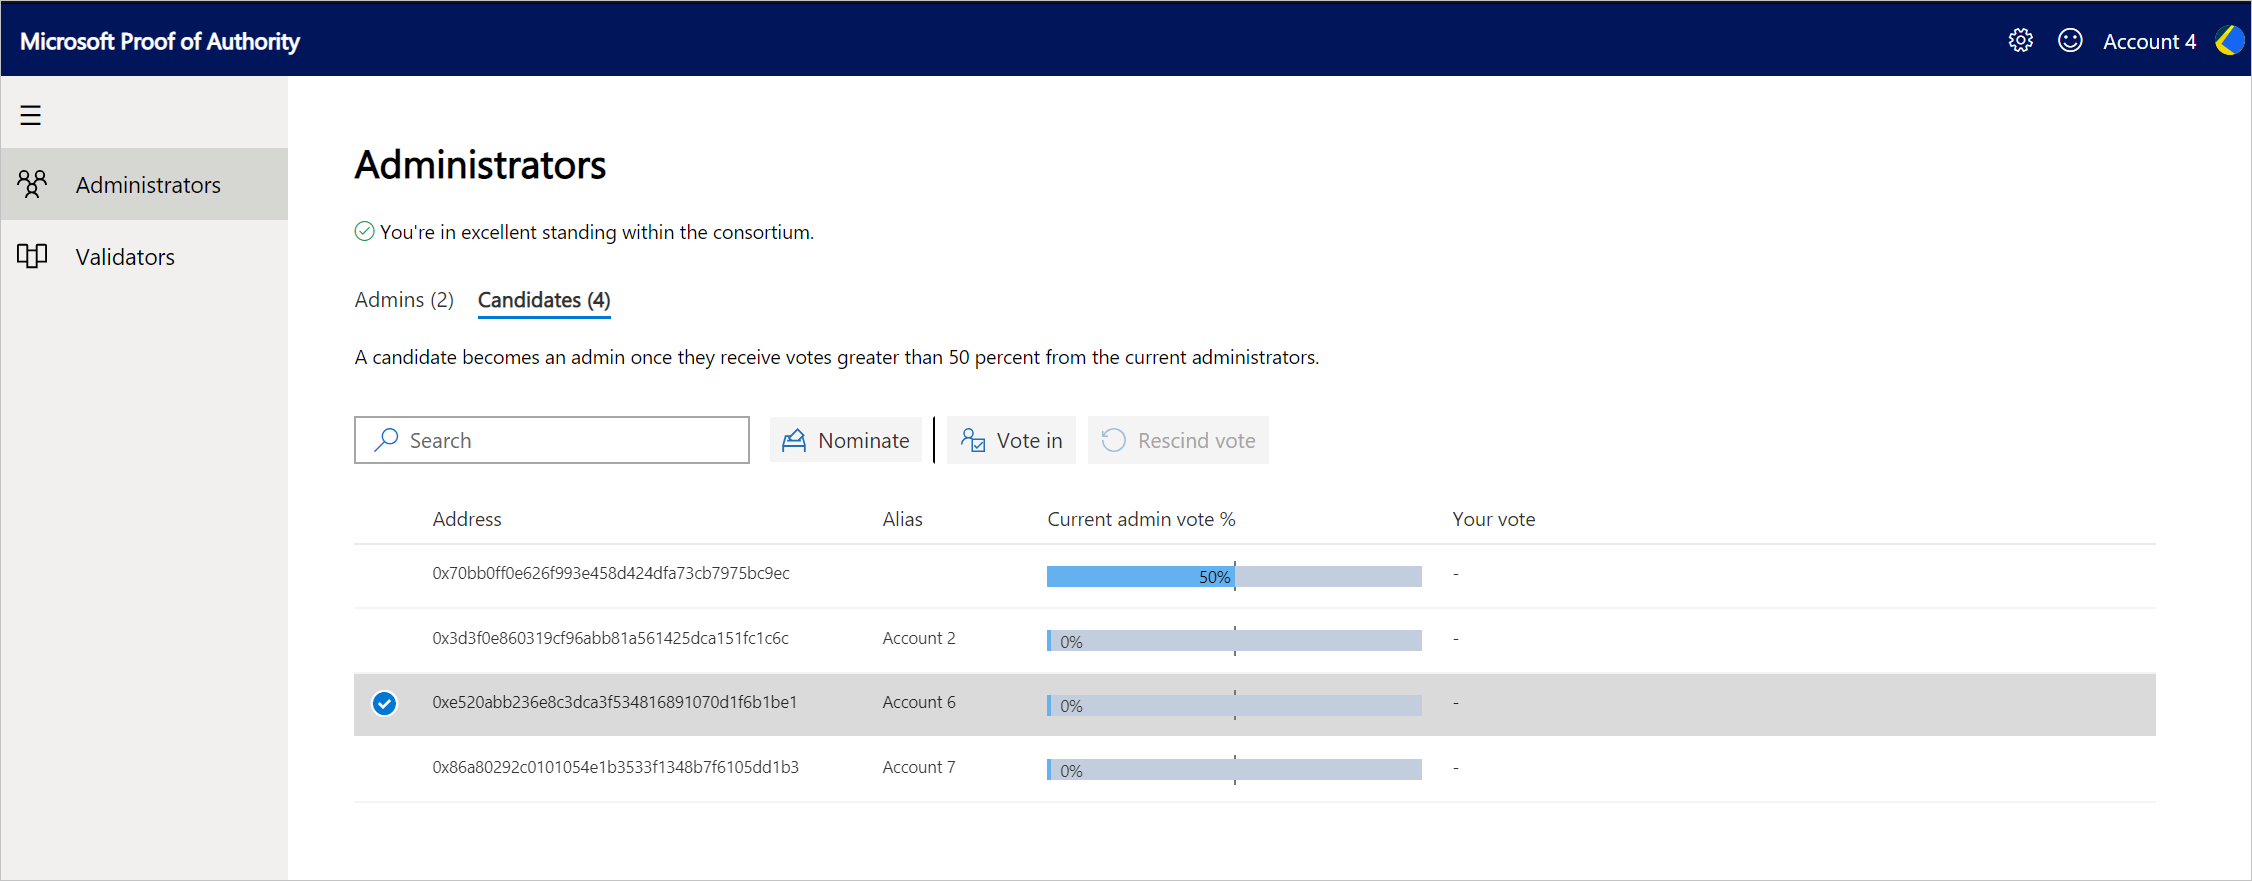 Microsoft Proof of Authority
Account 4
Administrators
Validators
Administrators
You're in excellent standing within the consortium.
Admins (2) Candidates (4)
A candidate becomes an admin once they receive votes greater than 50 percent from the current administrators.
Search Nominate Vote in Rescind vote
Address Alias Current admin vote % Your vote
0x70bb0ff0e626f993e458d424dfa73cb7975bc9ec 50% -
0x3d3f0e860319cf96abb81a561425dca151fc1c6c Account 2 0% -
0xe520abb236e8c3dca3f534816891070d1f6b1be1 Account 6 0% -
0x86a80292c0101054e1b3533f1348b7f6105dd1b3 Account 7 0% -